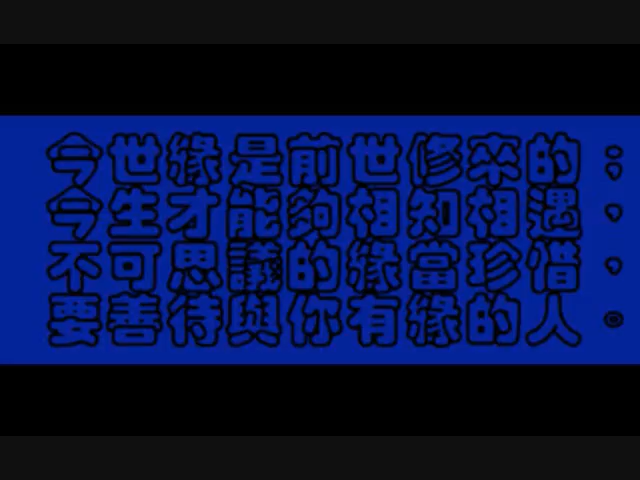 今世緣是前世修卒的；
今生才能夠相知相遇，
不可思議的緣當珍惜，
要善待與你有緣的人。